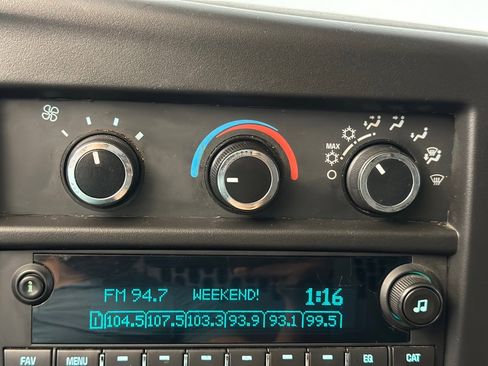 MAX
FM 94.7 WEEKEND! 1:16
1 104.5 107.5 103.3 93.9 93.1 99.5
FAV MENU EQ CAT